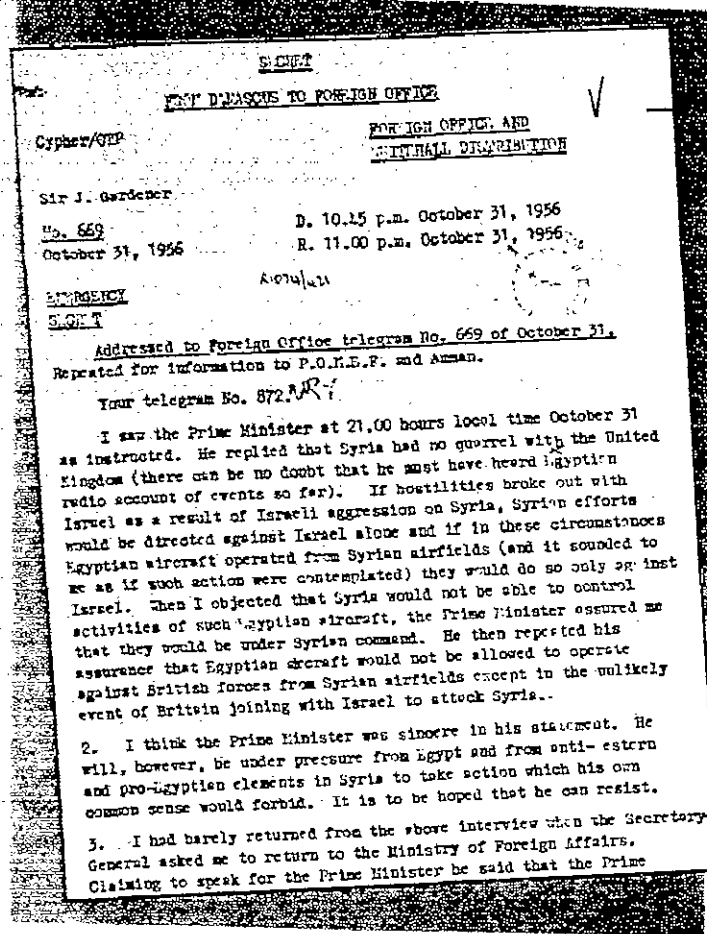 SECRET
FROM DAMASCUS TO FOREIGN OFFICE
Cypher/OTP
FOREIGN OFFICE AND
WHITEHALL DISTRIBUTION
Sir J. Gardener
No. 669
October 31, 1956
D. 10.15 p.m. October 31, 1956
R. 11.00 p.m. October 31, 1956
EMERGENCY
SECRET
Addressed to Foreign Office telegram No. 669 of October 31.
Repeated for information to P.O.M.E.F. and Amman.
Your telegram No. 872.
I saw the Prime Minister at 21.00 hours local time October 31
as instructed. He replied that Syria had no quarrel with the United
Kingdom (there can be no doubt that he must have heard Egyptian
radio account of events so far). If hostilities broke out with
Israel as a result of Israeli aggression on Syria, Syrian efforts
would be directed against Israel alone and if in these circumstances
Egyptian aircraft operated from Syrian airfields (and it sounded to
me as if such action were contemplated) they would do so only against
Israel. When I objected that Syria would not be able to control
activities of such Egyptian aircraft, the Prime Minister assured me
that they would be under Syrian command. He then repeated his
assurance that Egyptian aircraft would not be allowed to operate
against British forces from Syrian airfields except in the unlikely
event of Britain joining with Israel to attack Syria.
2. I think the Prime Minister was sincere in his statement. He
will, however, be under pressure from Egypt and from anti-estern
and pro-Egyptian elements in Syria to take action which his own
common sense would forbid. It is to be hoped that he can resist.
3. I had barely returned from the above interview when the Secretary-
General asked me to return to the Ministry of Foreign Affairs.
Claiming to speak for the Prime Minister he said that the Prime